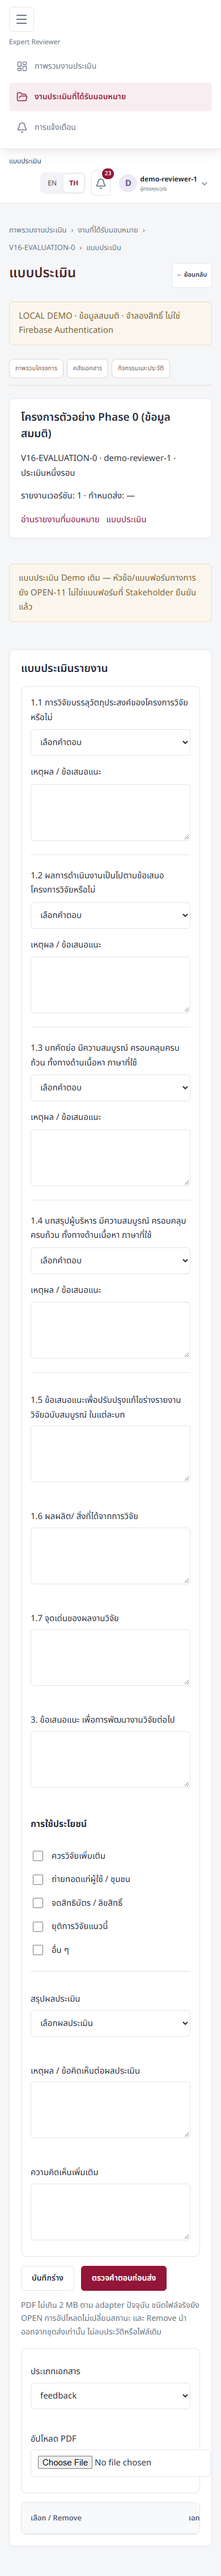 Expert Reviewer
ภาพรวมงานประเมิน
งานประเมินที่ได้รับมอบหมาย
การแจ้งเตือน
แบบประเมิน
EN TH
23
D
demo-reviewer-1
ผู้ทรงคุณวุฒิ
ภาพรวมงานประเมิน › งานที่ได้รับมอบหมาย ›
V16-EVALUATION-0 › แบบประเมิน
แบบประเมิน
← ย้อนกลับ
LOCAL DEMO · ข้อมูลสมมติ · จำลองสิทธิ์ ไม่ใช่
Firebase Authentication
ภาพรวมโครงการ
คลังเอกสาร
กิจกรรมและประวัติ
โครงการตัวอย่าง Phase 0 (ข้อมูล
สมมติ)
V16-EVALUATION-0 · demo-reviewer-1 ·
ประเมินหนึ่งรอบ
รายงานเวอร์ชัน: 1 · กำหนดส่ง: —
อ่านรายงานที่มอบหมาย แบบประเมิน
แบบประเมิน Demo เดิม — หัวข้อ/แบบฟอร์มทางการ
ยัง OPEN-11 ไม่ใช่แบบฟอร์มที่ Stakeholder ยืนยัน
แล้ว
แบบประเมินรายงาน
1.1 การวิจัยบรรลุวัตถุประสงค์ของโครงการวิจัย
หรือไม่
เลือกคำตอบ
เหตุผล / ข้อเสนอแนะ
1.2 ผลการดำเนินงานเป็นไปตามข้อเสนอ
โครงการวิจัยหรือไม่
เลือกคำตอบ
เหตุผล / ข้อเสนอแนะ
1.3 บทคัดย่อ มีความสมบูรณ์ ครอบคลุมครบ
ถ้วน ทั้งทางด้านเนื้อหา ภาษาที่ใช้
เลือกคำตอบ
เหตุผล / ข้อเสนอแนะ
1.4 บทสรุปผู้บริหาร มีความสมบูรณ์ ครอบคลุม
ครบถ้วน ทั้งทางด้านเนื้อหา ภาษาที่ใช้
เลือกคำตอบ
เหตุผล / ข้อเสนอแนะ
1.5 ข้อเสนอแนะเพื่อปรับปรุงแก้ไขร่างรายงาน
วิจัยฉบับสมบูรณ์ ในแต่ละบท
1.6 ผลผลิต/ สิ่งที่ได้จากการวิจัย
1.7 จุดเด่นของผลงานวิจัย
3. ข้อเสนอแนะ เพื่อการพัฒนางานวิจัยต่อไป
การใช้ประโยชน์
ควรวิจัยเพิ่มเติม
ถ่ายทอดแก่ผู้ใช้ / ชุมชน
จดสิทธิบัตร / ลิขสิทธิ์
ยุติการวิจัยแนวนี้
อื่น ๆ
สรุปผลประเมิน
เลือกผลประเมิน
เหตุผล / ข้อคิดเห็นต่อผลประเมิน
ความคิดเห็นเพิ่มเติม
บันทึกร่าง
ตรวจคำตอบก่อนส่ง
PDF ไม่เกิน 2 MB ตาม adapter ปัจจุบัน ชนิดไฟล์จริงยัง
OPEN การอัปโหลดไม่เปลี่ยนสถานะ และ Remove นำ
ออกจากชุดส่งเท่านั้น ไม่ลบประวัติหรือไฟล์เดิม
ประเภทเอกสาร
feedback
อัปโหลด PDF
Choose File No file chosen
เลือก / Remove
เอก